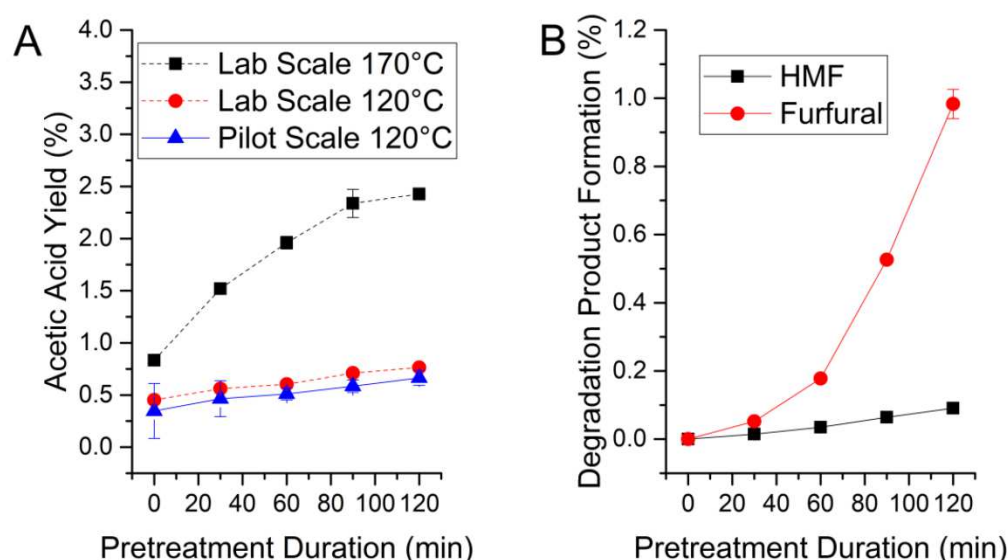 A
4.0
3.5
3.0
2.5
2.0
1.5
1.0
0.5
0.0
Acetic Acid Yield (%)
Lab Scale 170°C
Lab Scale 120°C
Pilot Scale 120°C
0 20 40 60 80 100 120
Pretreatment Duration (min)
B
1.2
1.0
0.8
0.6
0.4
0.2
0.0
Degradation Product Formation (%)
HMF
Furfural
0 20 40 60 80 100 120
Pretreatment Duration (min)